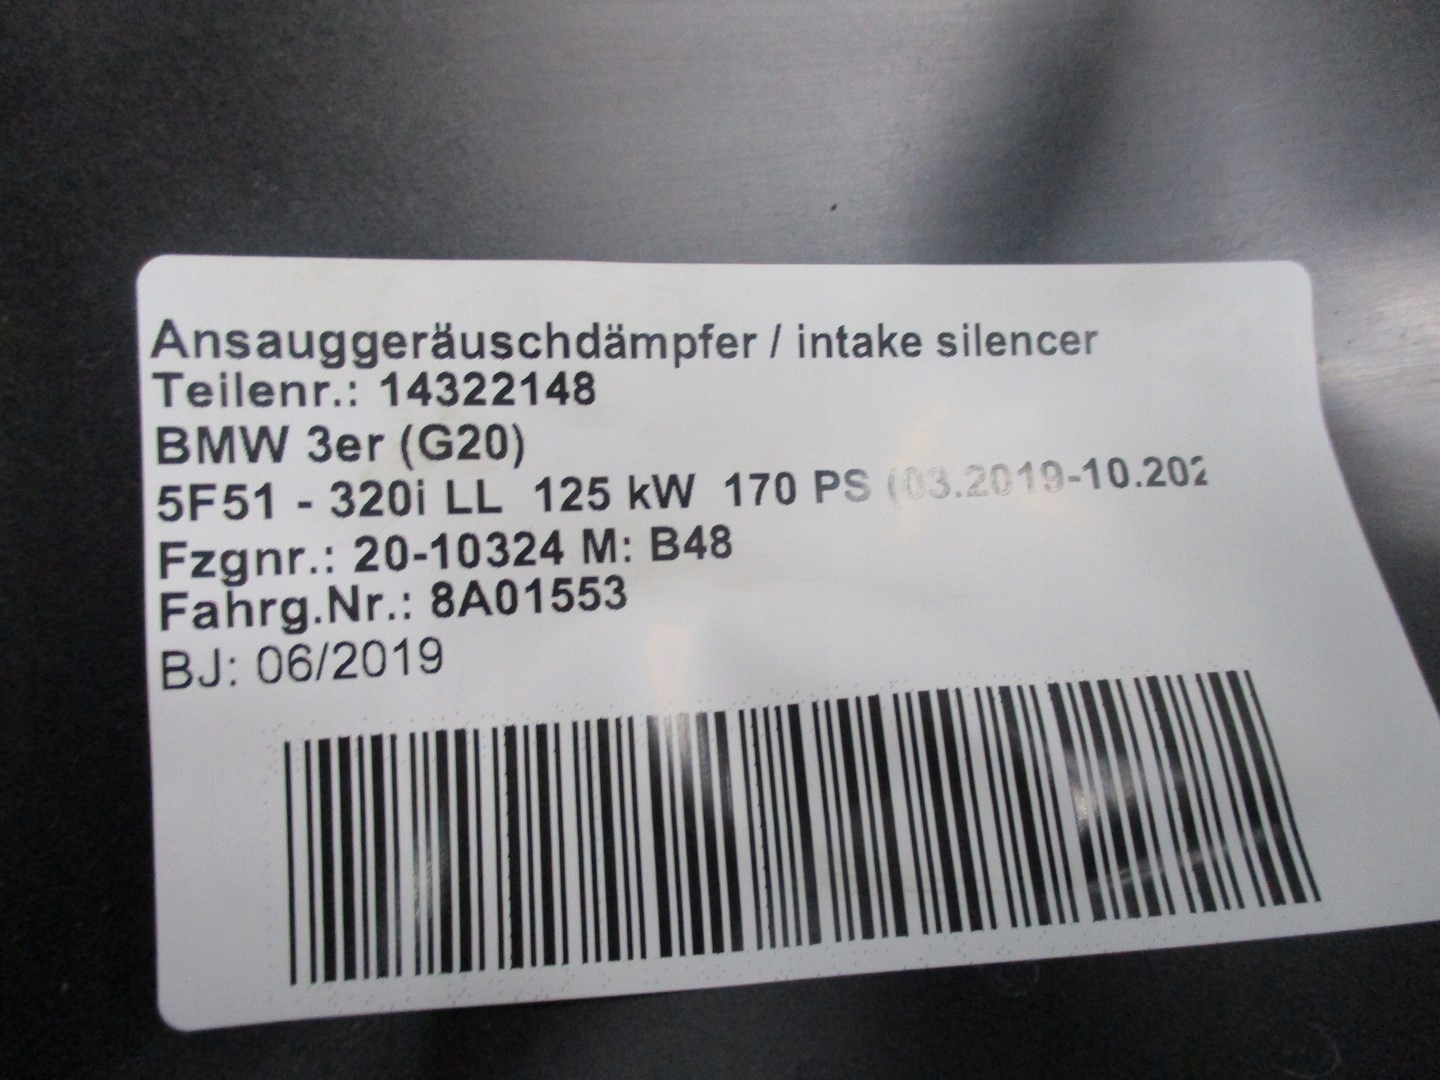 Ansauggeräuschdämpfer / intake silencer
Teilenr.: 14322148
BMW 3er (G20)
5F51 - 320i LL 125 kW 170 PS (03.2019-10.202
Fzgnr.: 20-10324 M: B48
Fahrg.Nr.: 8A01553
BJ: 06/2019